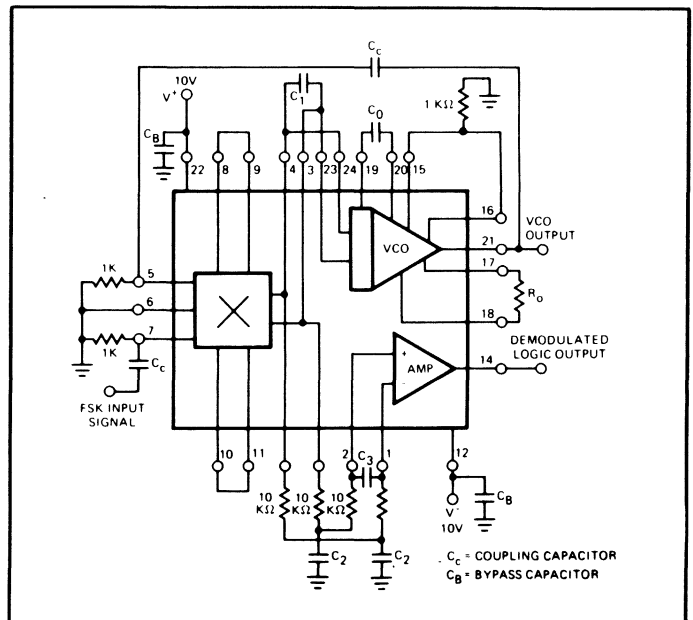 Cc
10V
V+
C1
C0
1 KΩ
CB
22
8
9
4
3
23
24
19
20
15
16
VCO
OUTPUT
VCO
21
17
1K
5
6
Ro
18
1K
7
Cc
DEMODULATED
LOGIC OUTPUT
+
AMP
-
14
FSK INPUT
SIGNAL
10
11
2
C3
1
12
10
KΩ
10
KΩ
10
KΩ
V-
10V
CB
C2
C2
Cc = COUPLING CAPACITOR
CB = BYPASS CAPACITOR